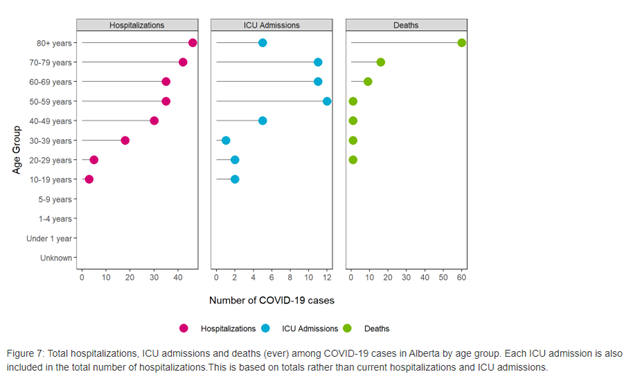 Hospitalizations ICU Admissions Deaths
80+ years
70-79 years
60-69 years
50-59 years
40-49 years
30-39 years
20-29 years
10-19 years
5-9 years
1-4 years
Under 1 year
Unknown
Age Group
0 10 20 30 40 0 2 4 6 8 10 12 0 10 20 30 40 50 60
Number of COVID-19 cases
Hospitalizations ICU Admissions Deaths
Figure 7: Total hospitalizations, ICU admissions and deaths (ever) among COVID-19 cases in Alberta by age group. Each ICU admission is also
included in the total number of hospitalizations.This is based on totals rather than current hospitalizations and ICU admissions.